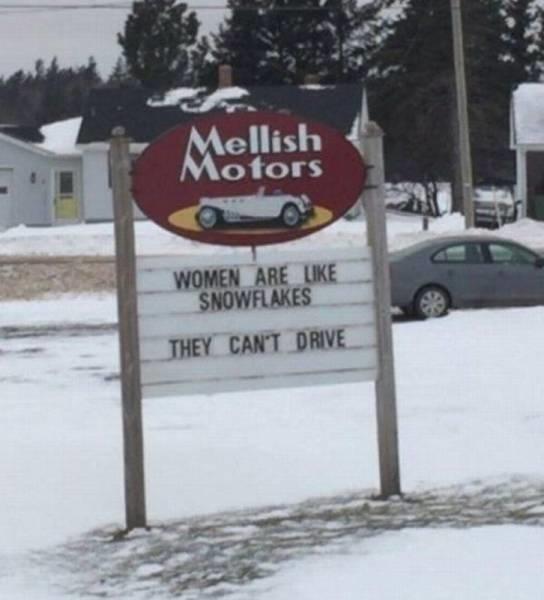 Mellish
Motors
WOMEN ARE LIKE
SNOWFLAKES
THEY CAN'T DRIVE